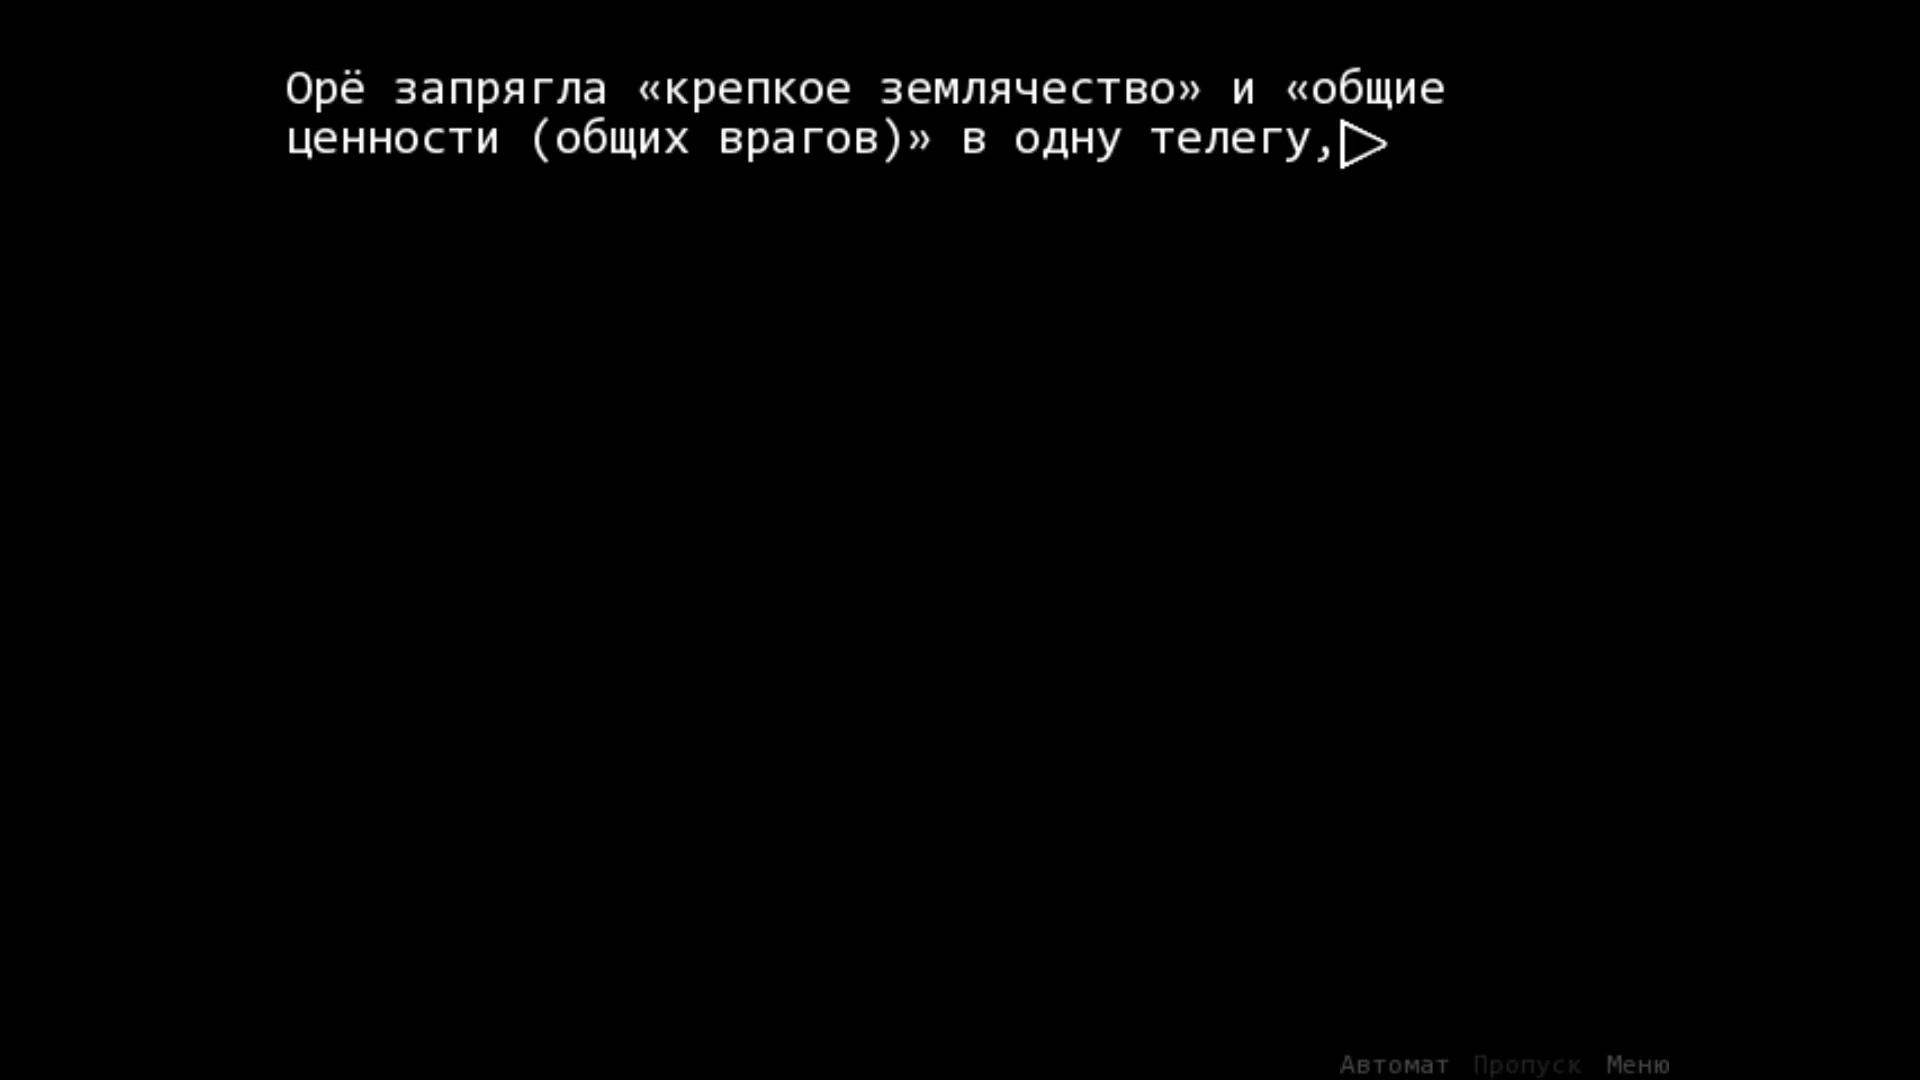 Орё запрягла «крепкое землячество» и «общие
ценности (общих врагов)» в одну телегу,
Автомат Пропуск Меню